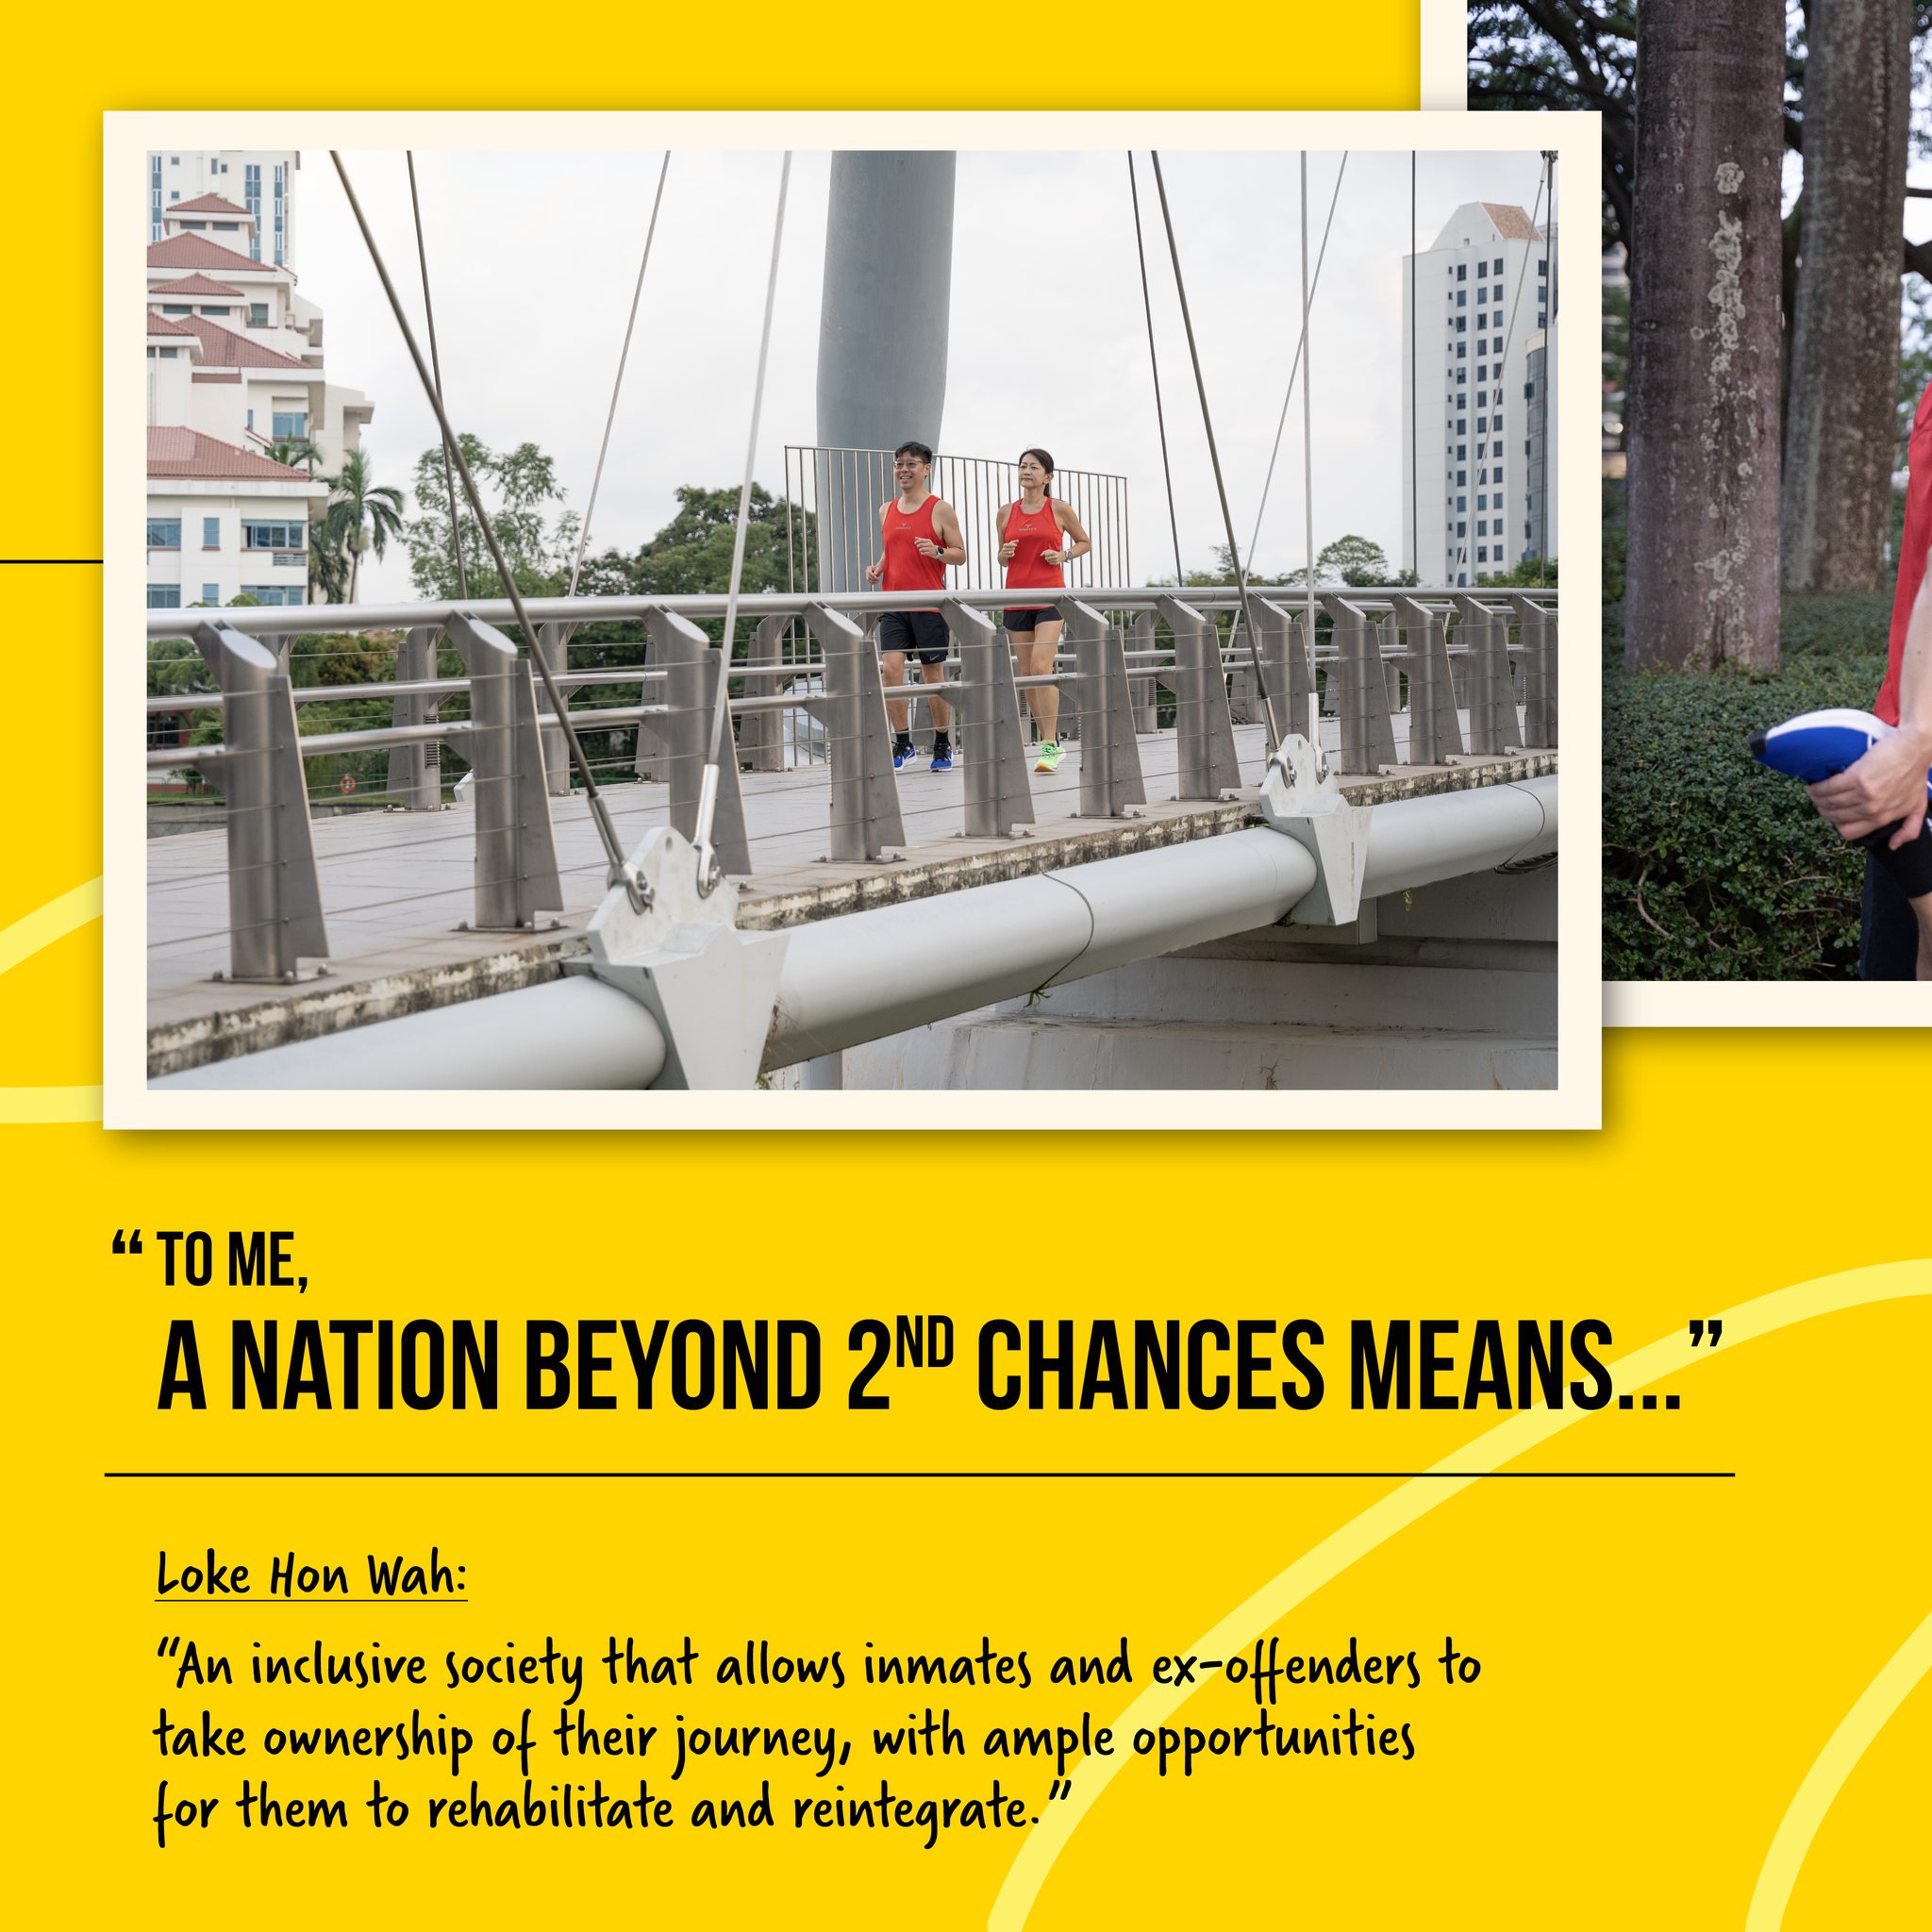 “ TO ME,
A NATION BEYOND 2ND CHANCES MEANS...”
Loke Hon Wah:
“An inclusive society that allows inmates and ex-offenders to
take ownership of their journey, with ample opportunities
for them to rehabilitate and reintegrate.”